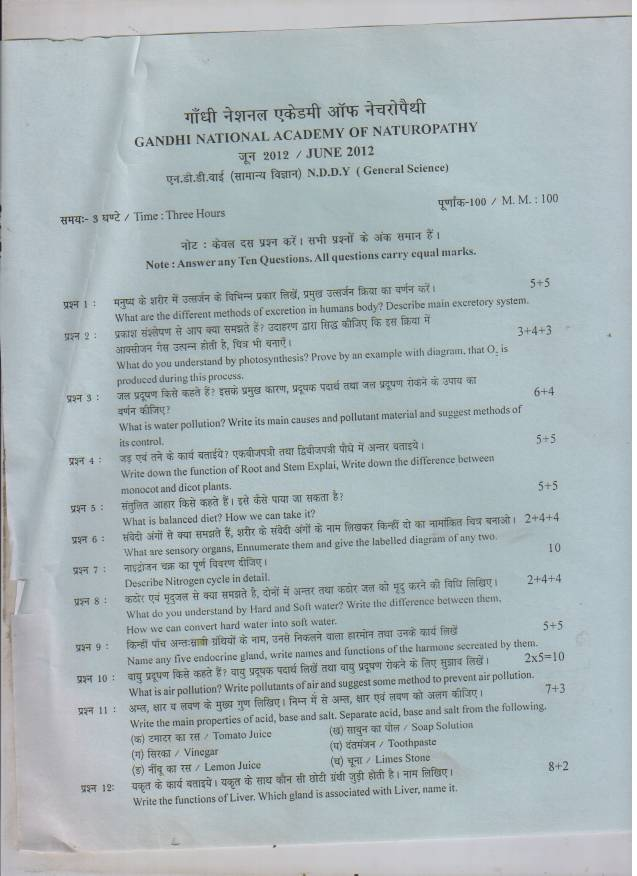 गाँधी नेशनल एकेडमी ऑफ नेचरोपैथी
GANDHI NATIONAL ACADEMY OF NATUROPATHY
जून 2012 / JUNE 2012
एन.डी.डी.वाई (सामान्य विज्ञान) N.D.D.Y ( General Science)
समयः- 3 घण्टे / Time : Three Hours पूर्णांक-100 / M. M. : 100
नोट : केवल दस प्रश्न करें। सभी प्रश्नों के अंक समान हैं।
Note : Answer any Ten Questions. All questions carry equal marks.
प्रश्न 1 : मनुष्य के शरीर में उत्सर्जन के विभिन्न प्रकार लिखें, प्रमुख उत्सर्जन क्रिया का वर्णन करें। 5+5
What are the different methods of excretion in humans body? Describe main excretory system.
प्रश्न 2 : प्रकाश संश्लेषण से आप क्या समझते हैं? उदाहरण द्वारा सिद्ध कीजिए कि इस क्रिया में
आक्सीजन गैस उत्पन्न होती है, चित्र भी बनाएँ। 3+4+3
What do you understand by photosynthesis? Prove by an example with diagram, that O₂ is
produced during this process.
प्रश्न 3 : जल प्रदूषण किसे कहते हैं? इसके प्रमुख कारण, प्रदूषक पदार्थ तथा जल प्रदूषण रोकने के उपाय का
वर्णन कीजिए? 6+4
What is water pollution? Write its main causes and pollutant material and suggest methods of
its control.
प्रश्न 4 : जड़ एवं तने के कार्य बताईये? एकबीजपत्री तथा द्विबीजपत्री पौधे में अन्तर बताइये। 5+5
Write down the function of Root and Stem Explai, Write down the difference between
monocot and dicot plants.
प्रश्न 5 : संतुलित आहार किसे कहते हैं। इसे कैसे पाया जा सकता है? 5+5
What is balanced diet? How we can take it?
प्रश्न 6 : संवेदी अंगों से क्या समझते हैं, शरीर के संवेदी अंगों के नाम लिखकर किन्हीं दो का नामांकित चित्र बनाओ। 2+4+4
What are sensory organs, Ennumerate them and give the labelled diagram of any two.
प्रश्न 7 : नाइट्रोजन चक्र का पूर्ण विवरण दीजिए। 10
Describe Nitrogen cycle in detail.
प्रश्न 8 : कठोर एवं मृदुजल से क्या समझते है, दोनों में अन्तर तथा कठोर जल को मृदु करने की विधि लिखिए। 2+4+4
What do you understand by Hard and Soft water? Write the difference between them.
How we can convert hard water into soft water.
प्रश्न 9 : किन्हीं पाँच अन्तःस्रावी ग्रंथियों के नाम, उनसे निकलने वाला हारमोन तथा उनके कार्य लिखें 5+5
Name any five endocrine gland, write names and functions of the harmone secreated by them.
प्रश्न 10 : वायु प्रदूषण किसे कहते हैं? वायु प्रदूषक पदार्थ लिखें तथा वायु प्रदूषण रोकने के लिए सुझाव लिखें। 2x5=10
What is air pollution? Write pollutants of air and suggest some method to prevent air pollution.
प्रश्न 11 : अम्ल, क्षार व लवण के मुख्य गुण लिखिए। निम्न में से अम्ल, क्षार एवं लवण को अलग कीजिए। 7+3
Write the main properties of acid, base and salt. Separate acid, base and salt from the following.
(क) टमाटर का रस / Tomato Juice (ख) साबुन का घोल / Soap Solution
(ग) सिरका / Vinegar (घ) दंतमंजन / Toothpaste
(ङ) नींबू का रस / Lemon Juice (च) चूना / Limes Stone
प्रश्न 12: यकृत के कार्य बताइये। यकृत के साथ कौन सी छोटी ग्रंथी जुड़ी होती है। नाम लिखिए। 8+2
Write the functions of Liver. Which gland is associated with Liver, name it.